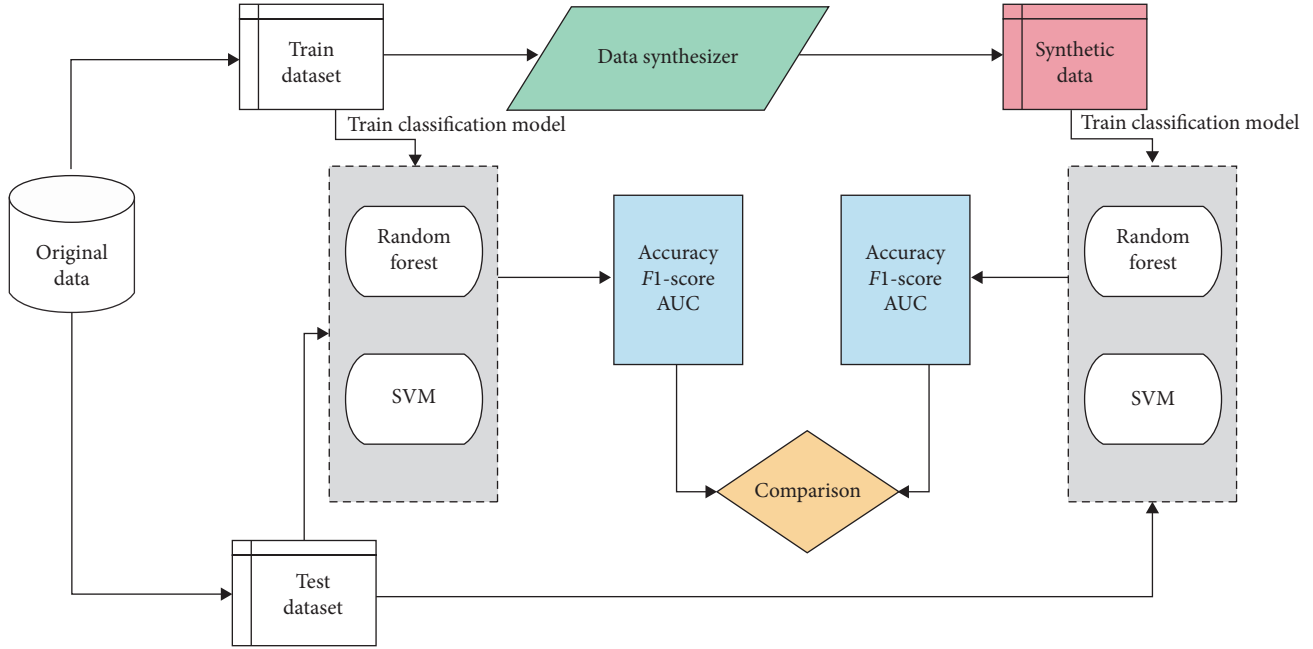 Train
dataset
Data synthesizer
Synthetic
data
Train classification model
Train classification model
Original
data
Random
forest
SVM
Accuracy
F1-score
AUC
Accuracy
F1-score
AUC
Random
forest
SVM
Comparison
Test
dataset